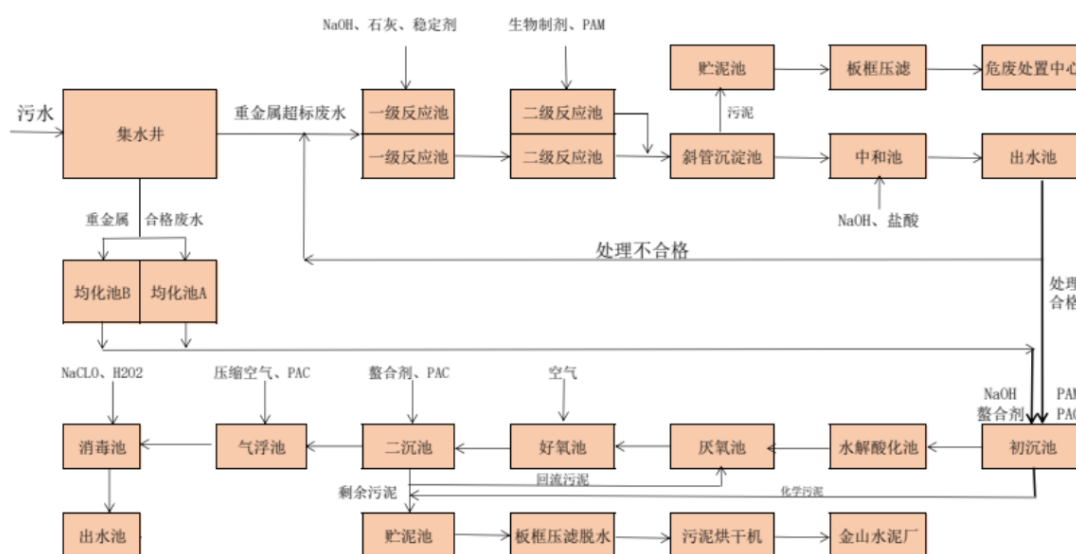 NaOH、石灰、稳定剂
生物制剂、PAM
贮泥池
板框压滤
危废处置中心
污水
集水井
重金属超标废水
一级反应池
二级反应池
污泥
一级反应池
二级反应池
斜管沉淀池
中和池
出水池
重金属
合格废水
NaOH、盐酸
处理不合格
均化池B
均化池A
处理
合格
NaCLO、H2O2
压缩空气、PAC
螯合剂、PAC
空气
NaOH
螯合剂
PAM
PAC
消毒池
气浮池
二沉池
好氧池
厌氧池
水解酸化池
初沉池
剩余污泥
回流污泥
化学污泥
出水池
贮泥池
板框压滤脱水
污泥烘干机
金山水泥厂